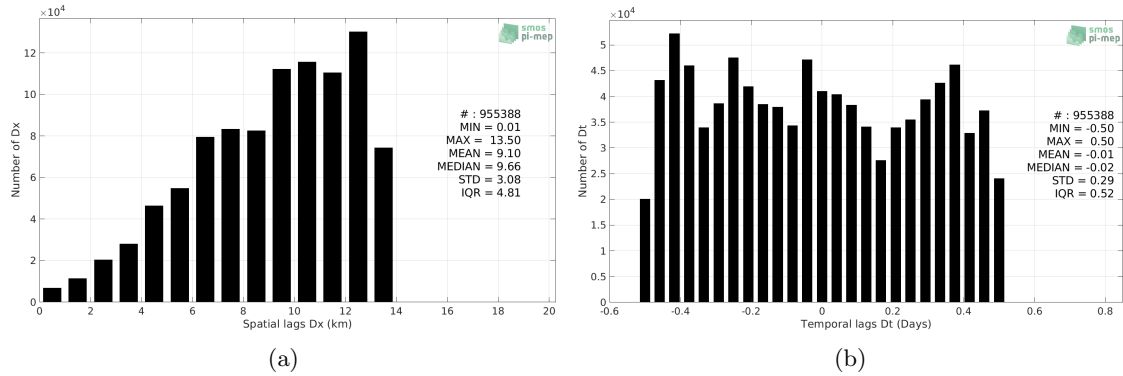 ×10⁴
12
10
8
6
4
2
0
0 2 4 6 8 10 12 14 16 18 20
Number of Dx
Spatial lags Dx (km)
smos
pi-mep
# : 955388
MIN = 0.01
MAX = 13.50
MEAN = 9.10
MEDIAN = 9.66
STD = 3.08
IQR = 4.81
(a)
×10⁴
5
4.5
4
3.5
3
2.5
2
1.5
1
0.5
0
-0.6 -0.4 -0.2 0 0.2 0.4 0.6 0.8
Number of Dt
Temporal lags Dt (Days)
smos
pi-mep
# : 955388
MIN = -0.50
MAX = 0.50
MEAN = -0.01
MEDIAN = -0.02
STD = 0.29
IQR = 0.52
(b)